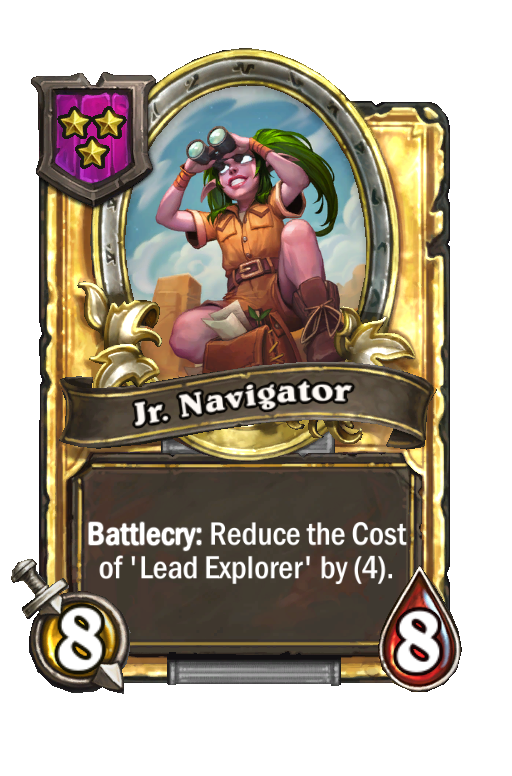 Jr. Navigator
Battlecry: Reduce the Cost
of 'Lead Explorer' by (4).
8
8